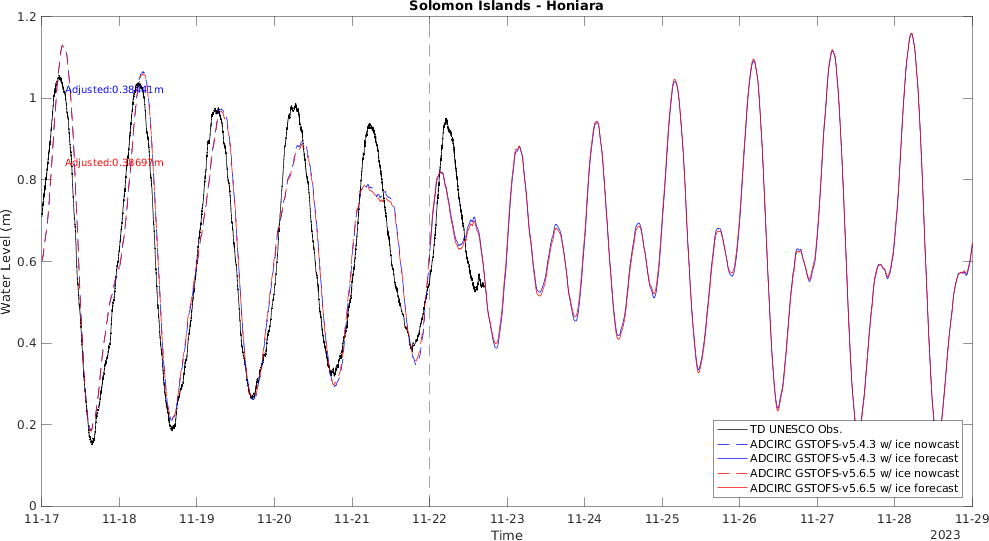 Solomon Islands - Honiara
1.2
1
0.8
0.6
0.4
0.2
0
Water Level (m)
Adjusted:0.38697m
TD UNESCO Obs.
ADCIRC GSTOFS-v5.4.3 w/ ice nowcast
ADCIRC GSTOFS-v5.4.3 w/ ice forecast
ADCIRC GSTOFS-v5.6.5 w/ ice nowcast
ADCIRC GSTOFS-v5.6.5 w/ ice forecast
11-17 11-18 11-19 11-20 11-21 11-22 11-23 11-24 11-25 11-26 11-27 11-28 11-29
Time
2023